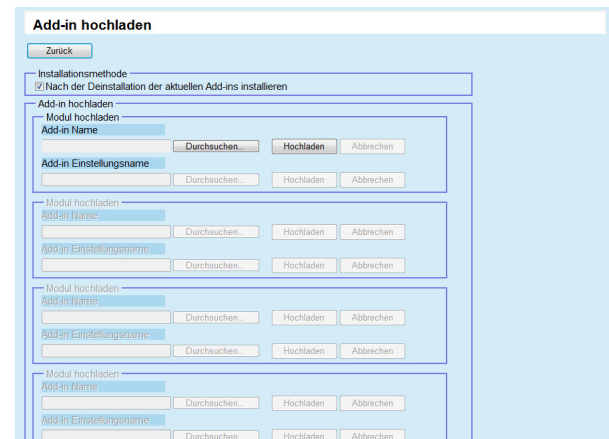 Add-in hochladen
Zurück
Installationsmethode
Nach der Deinstallation der aktuellen Add-ins installieren
Add-in hochladen
Modul hochladen
Add-in Name
Durchsuchen... Hochladen Abbrechen
Add-in Einstellungsname
Durchsuchen... Hochladen Abbrechen
Modul hochladen
Add-in Name
Durchsuchen... Hochladen Abbrechen
Add-in Einstellungsname
Durchsuchen... Hochladen Abbrechen
Modul hochladen
Add-in Name
Durchsuchen... Hochladen Abbrechen
Add-in Einstellungsname
Durchsuchen... Hochladen Abbrechen
Modul hochladen
Add-in Name
Durchsuchen... Hochladen Abbrechen
Add-in Einstellungsname
Durchsuchen... Hochladen Abbrechen